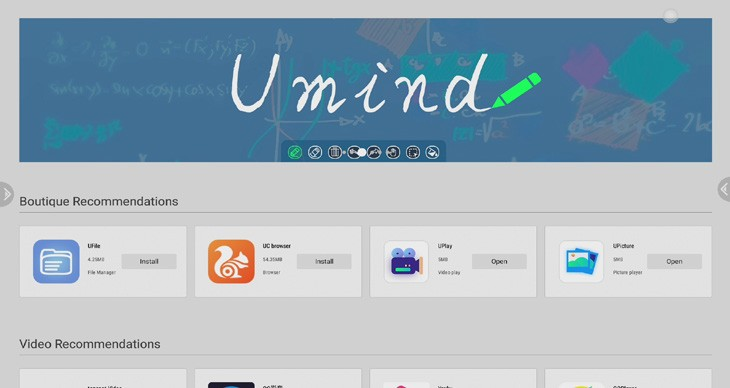 Umind
B
A
Boutique Recommendations
UFile
4.25MB
File Manager
Install
UC browser
54.35MB
Browser
Install
UPlay
5MB
Video play
Open
UPicture
5MB
Picture player
Open
Video Recommendations